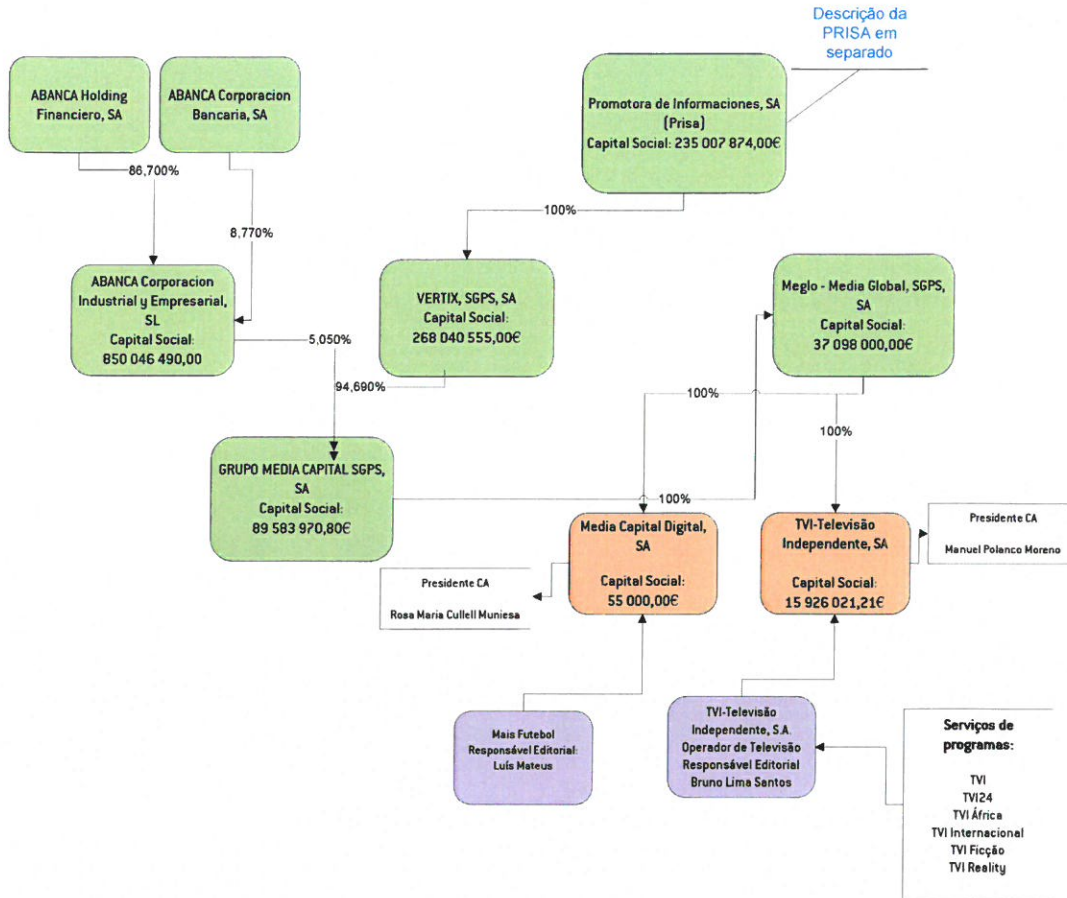 Descrição da
PRISA em
separado
ABANCA Holding
Financiero, SA
ABANCA Corporacion
Bancaria, SA
Promotora de Informaciones, SA
(Prisa)
Capital Social: 235 007 874,00€
86,700%
8,770%
100%
ABANCA Corporacion
Industrial y Empresarial,
SL
Capital Social:
850 046 490,00
VERTIX, SGPS, SA
Capital Social:
268 040 555,00€
Meglo - Media Global, SGPS,
SA
Capital Social:
37 098 000,00€
5,050%
94,690%
100%
100%
GRUPO MEDIA CAPITAL SGPS,
SA
Capital Social:
89 583 970,80€
100%
Media Capital Digital,
SA
Capital Social:
55 000,00€
TVI-Televisão
Independente, SA
Capital Social:
15 926 021,21€
Presidente CA
Manuel Polanco Moreno
Presidente CA
Rosa Maria Cullell Muniesa
Mais Futebol
Responsável Editorial:
Luís Mateus
TVI-Televisão
Independente, S.A.
Operador de Televisão
Responsável Editorial
Bruno Lima Santos
Serviços de
programas:
TVI
TVI24
TVI África
TVI Internacional
TVI Ficção
TVI Reality